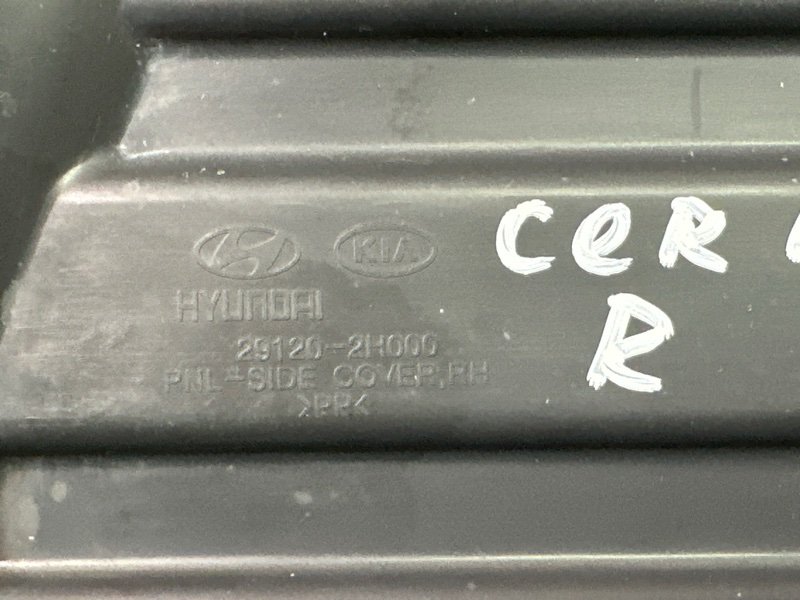 KIA
HYUNDAI
29120-2H000
PNL-SIDE COVER,RH
>PP<
CeR
R